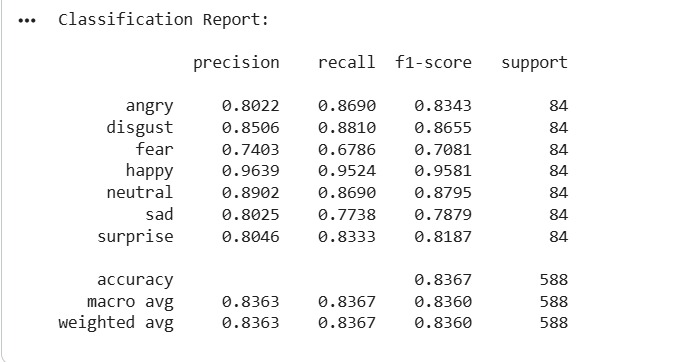 Classification Report:
precision recall f1-score support
angry 0.8022 0.8690 0.8343 84
disgust 0.8506 0.8810 0.8655 84
fear 0.7403 0.6786 0.7081 84
happy 0.9639 0.9524 0.9581 84
neutral 0.8902 0.8690 0.8795 84
sad 0.8025 0.7738 0.7879 84
surprise 0.8046 0.8333 0.8187 84
accuracy 0.8367 588
macro avg 0.8363 0.8367 0.8360 588
weighted avg 0.8363 0.8367 0.8360 588